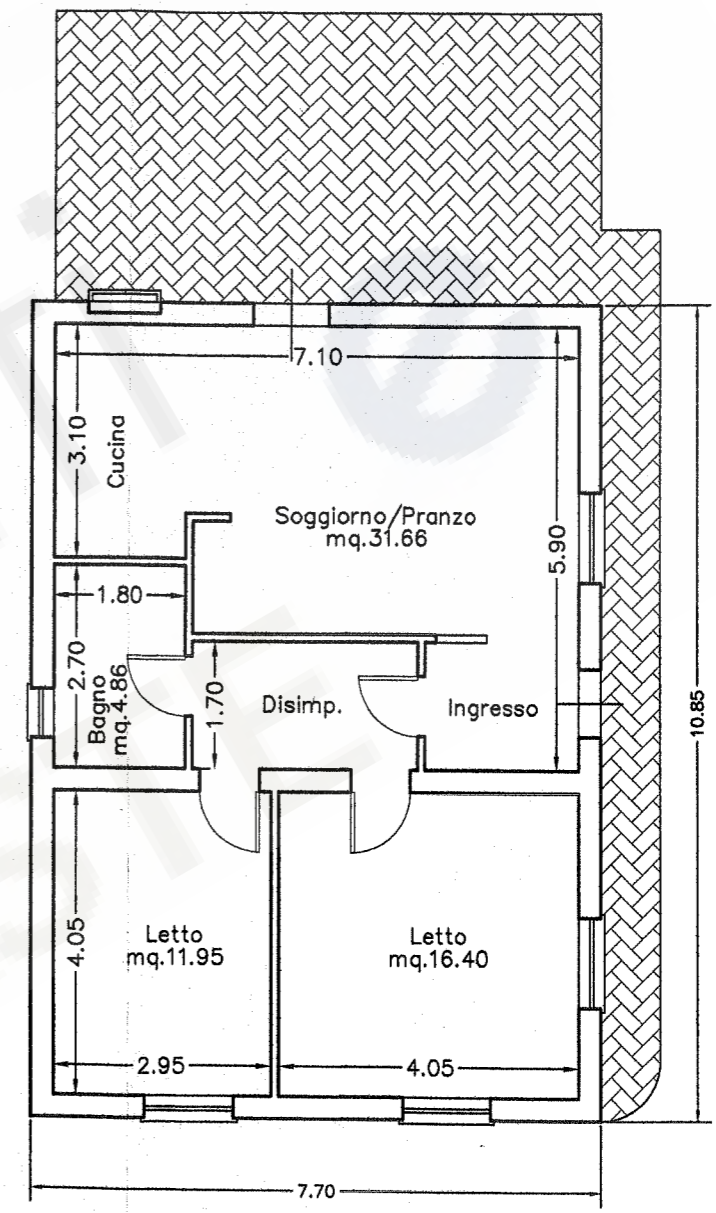 7.10
3.10
Cucina
Soggiorno/Pranzo
mq.31.66
5.90
1.80
2.70
Bagno
mq.4.86
1.70
Disimp.
Ingresso
10.85
4.05
Letto
mq.11.95
Letto
mq.16.40
2.95
4.05
7.70